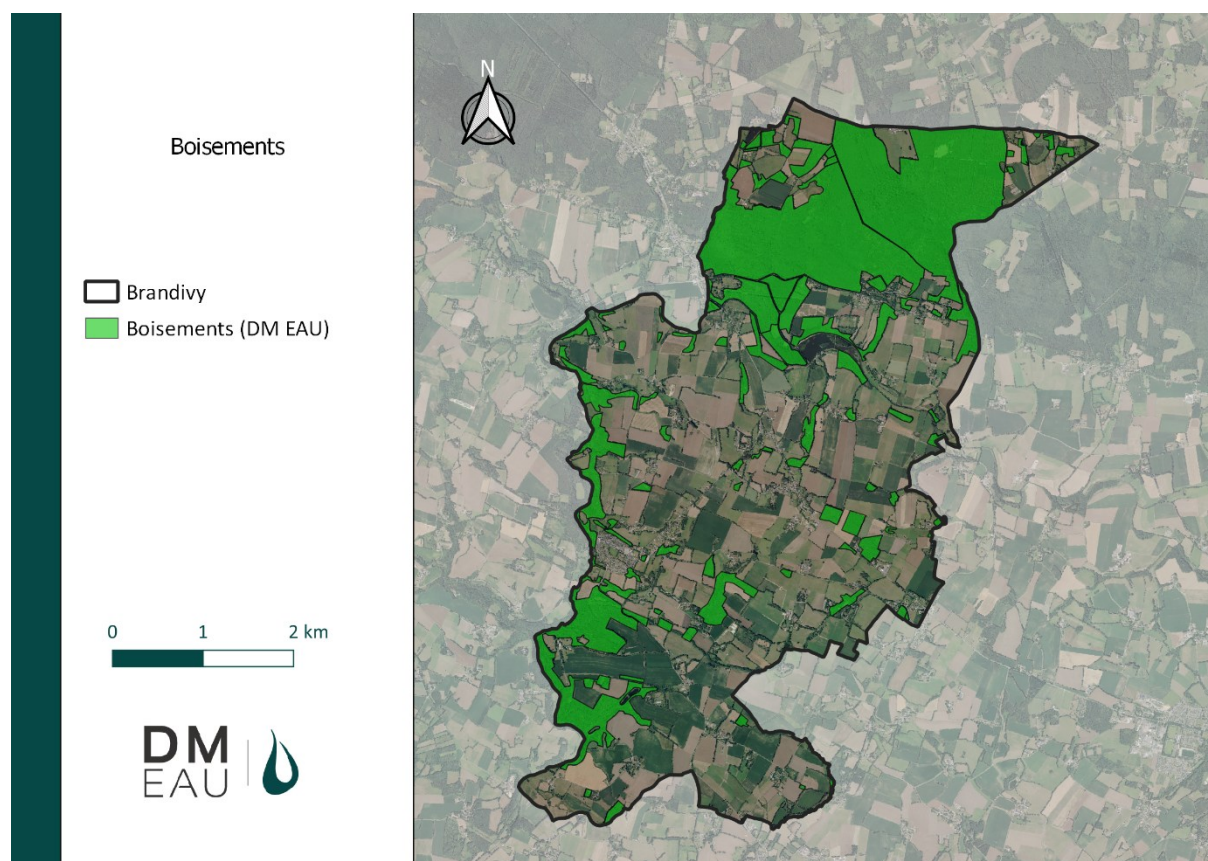 Boisements
Brandivy
Boisements (DM EAU)
0 1 2 km
DM
EAU
N